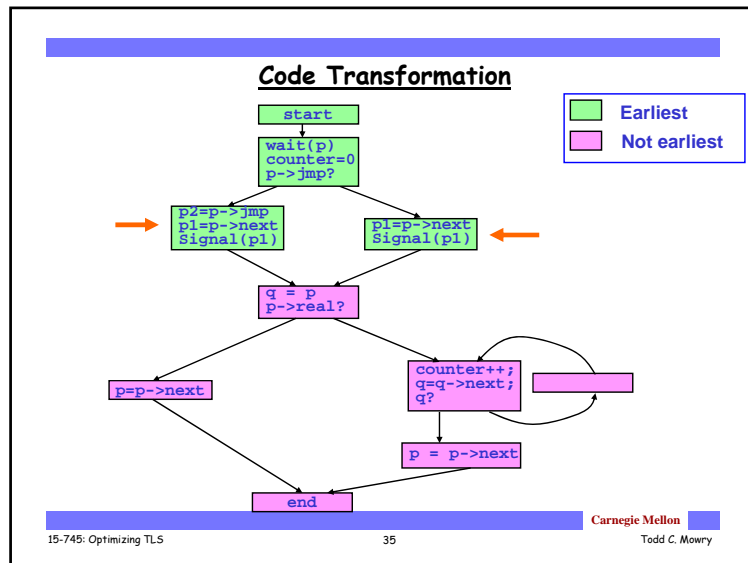 Code Transformation
Earliest
Not earliest
start
wait(p)
counter=0
p->jmp?
p2=p->jmp
p1=p->next
Signal(p1)
p1=p->next
Signal(p1)
q = p
p->real?
p=p->next
counter++;
q=q->next;
q?
p = p->next
end
Carnegie Mellon
15-745: Optimizing TLS
35
Todd C. Mowry